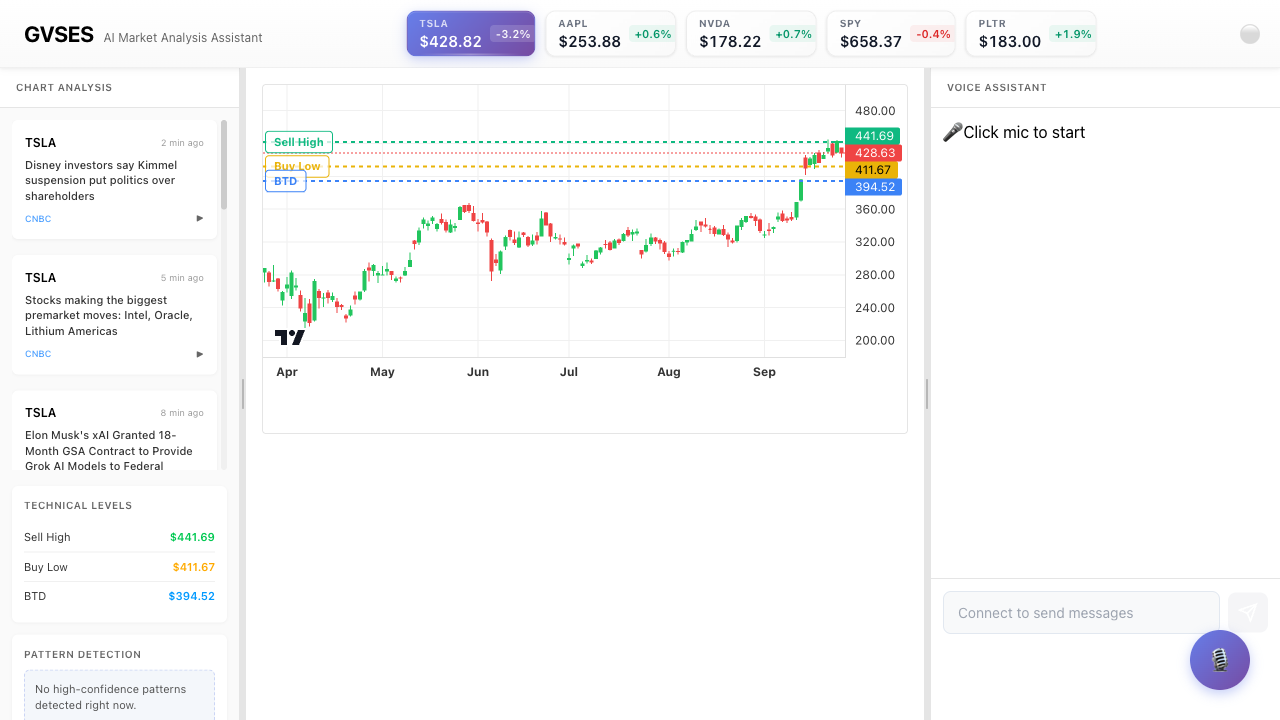 GVSES AI Market Analysis Assistant
TSLA
$428.82 -3.2%
AAPL
$253.88 +0.6%
NVDA
$178.22 +0.7%
SPY
$658.37 -0.4%
PLTR
$183.00 +1.9%
CHART ANALYSIS
TSLA 2 min ago
Disney investors say Kimmel
suspension put politics over
shareholders
CNBC
TSLA 5 min ago
Stocks making the biggest
premarket moves: Intel, Oracle,
Lithium Americas
CNBC
TSLA 8 min ago
Elon Musk's xAI Granted 18-
Month GSA Contract to Provide
Grok AI Models to Federal
TECHNICAL LEVELS
Sell High $441.69
Buy Low $411.67
BTD $394.52
PATTERN DETECTION
No high-confidence patterns
detected right now.
Sell High
Buy Low
BTD
480.00
441.69
428.63
411.67
394.52
360.00
320.00
280.00
240.00
200.00
Apr May Jun Jul Aug Sep
VOICE ASSISTANT
Click mic to start
Connect to send messages